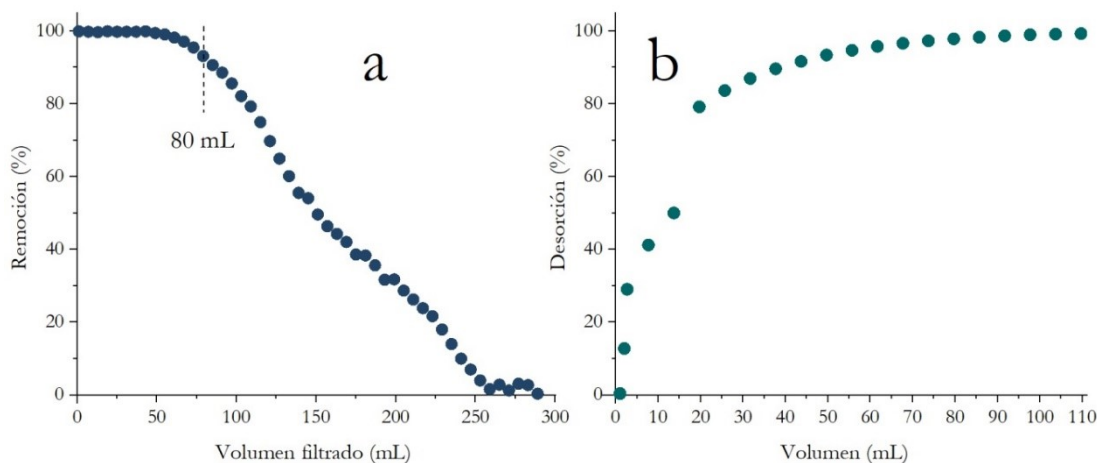 100
80
60
40
20
0
Remoción (%)
a
80 mL
0 50 100 150 200 250 300
Volumen filtrado (mL)
100
80
60
40
20
0
Desorción (%)
b
0 10 20 30 40 50 60 70 80 90 100 110
Volumen (mL)